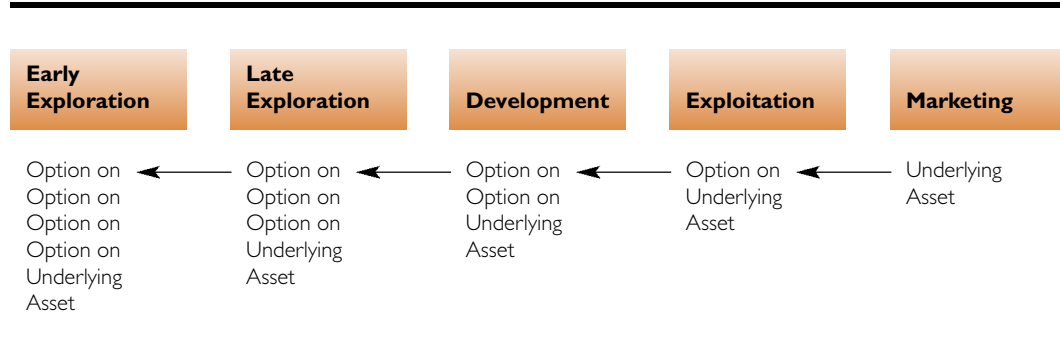 Early
Exploration
Late
Exploration
Development
Exploitation
Marketing
Option on
Option on
Option on
Option on
Underlying
Asset
Option on
Option on
Option on
Underlying
Asset
Option on
Option on
Underlying
Asset
Option on
Underlying
Asset
Underlying
Asset